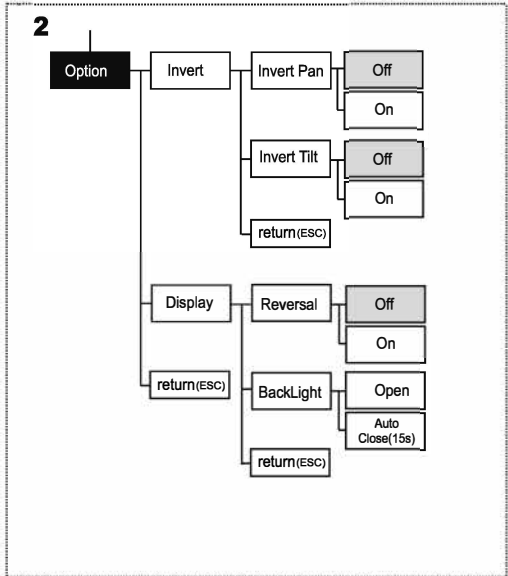 2
Option
Invert
Invert Pan
Off
On
Invert Tilt
Off
On
return(ESC)
Display
Reversal
Off
On
return(ESC)
BackLight
Open
Auto
Close(15s)
return(ESC)